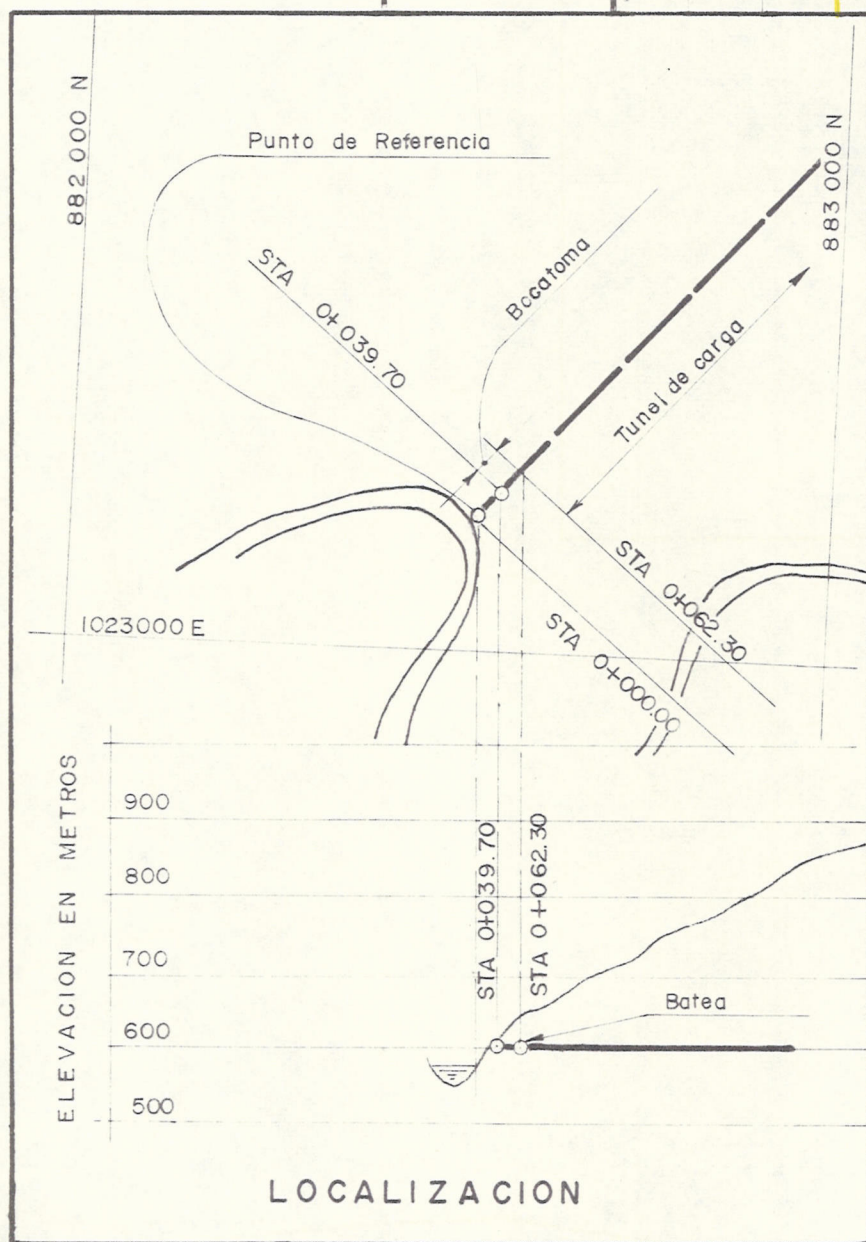 882 000 N
Punto de Referencia
883 000 N
STA 0+039.70
Bocatoma
Tunel de carga
STA 0+062.30
1023000 E
STA 0+000.00
ELEVACION EN METROS
900
800
700
600
500
STA 0+039.70
STA 0+062.30
Batea
LOCALIZACION